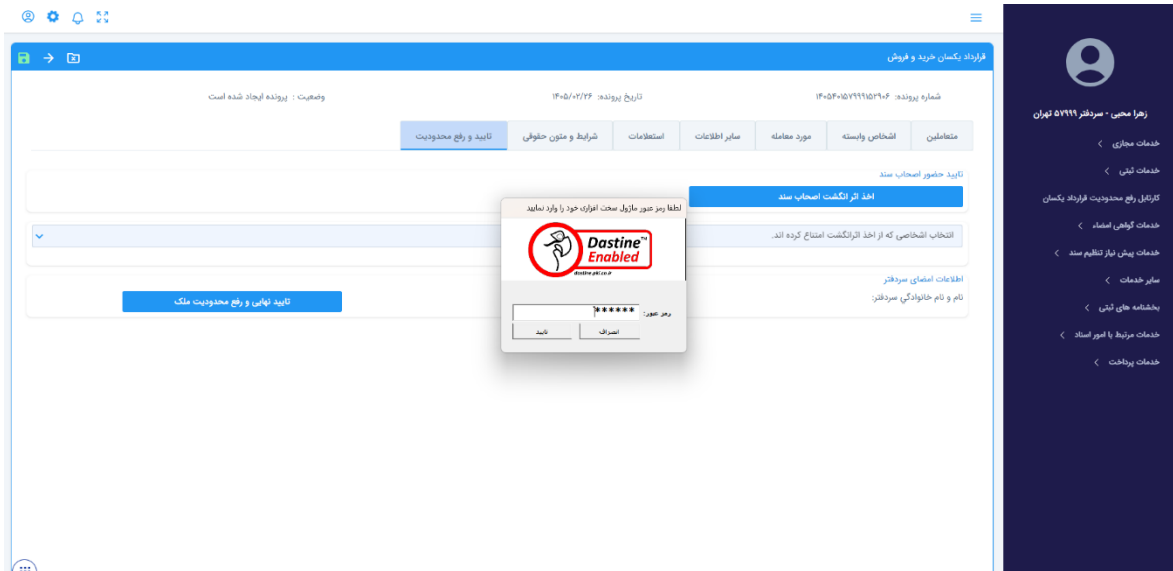 قرارداد یکسان خرید و فروش
شماره پرونده: ۱۴۰۵۴۰۱۵۷۹۹۹۱۵۲۹۰۶
تاریخ پرونده: ۱۴۰۵/۰۲/۲۶
وضعیت : پرونده ایجاد شده است
متعاملین
اشخاص وابسته
مورد معامله
سایر اطلاعات
استعلامات
شرایط و متون حقوقی
تایید و رفع محدودیت
تایید حضور اصحاب سند
اخذ اثر انگشت اصحاب سند
انتخاب اشخاصی که از اخذ اثرانگشت امتناع کرده اند.
اطلاعات امضای سردفتر
نام و نام خانوادگی سردفتر:
تایید نهایی و رفع محدودیت ملک
لطفا رمز عبور ماژول سخت افزاری خود را وارد نمایید
Dastine™
Enabled
dastine.pki.co.ir
رمز عبور: ******
انصراف
تایید
زهرا محبی - سردفتر ۵۷۹۹۹ تهران
خدمات مجازی
خدمات ثبتی
کارتابل رفع محدودیت قرارداد یکسان
خدمات گواهی امضاء
خدمات پیش نیاز تنظیم سند
سایر خدمات
بخشنامه های ثبتی
خدمات مرتبط با امور اسناد
خدمات پرداخت